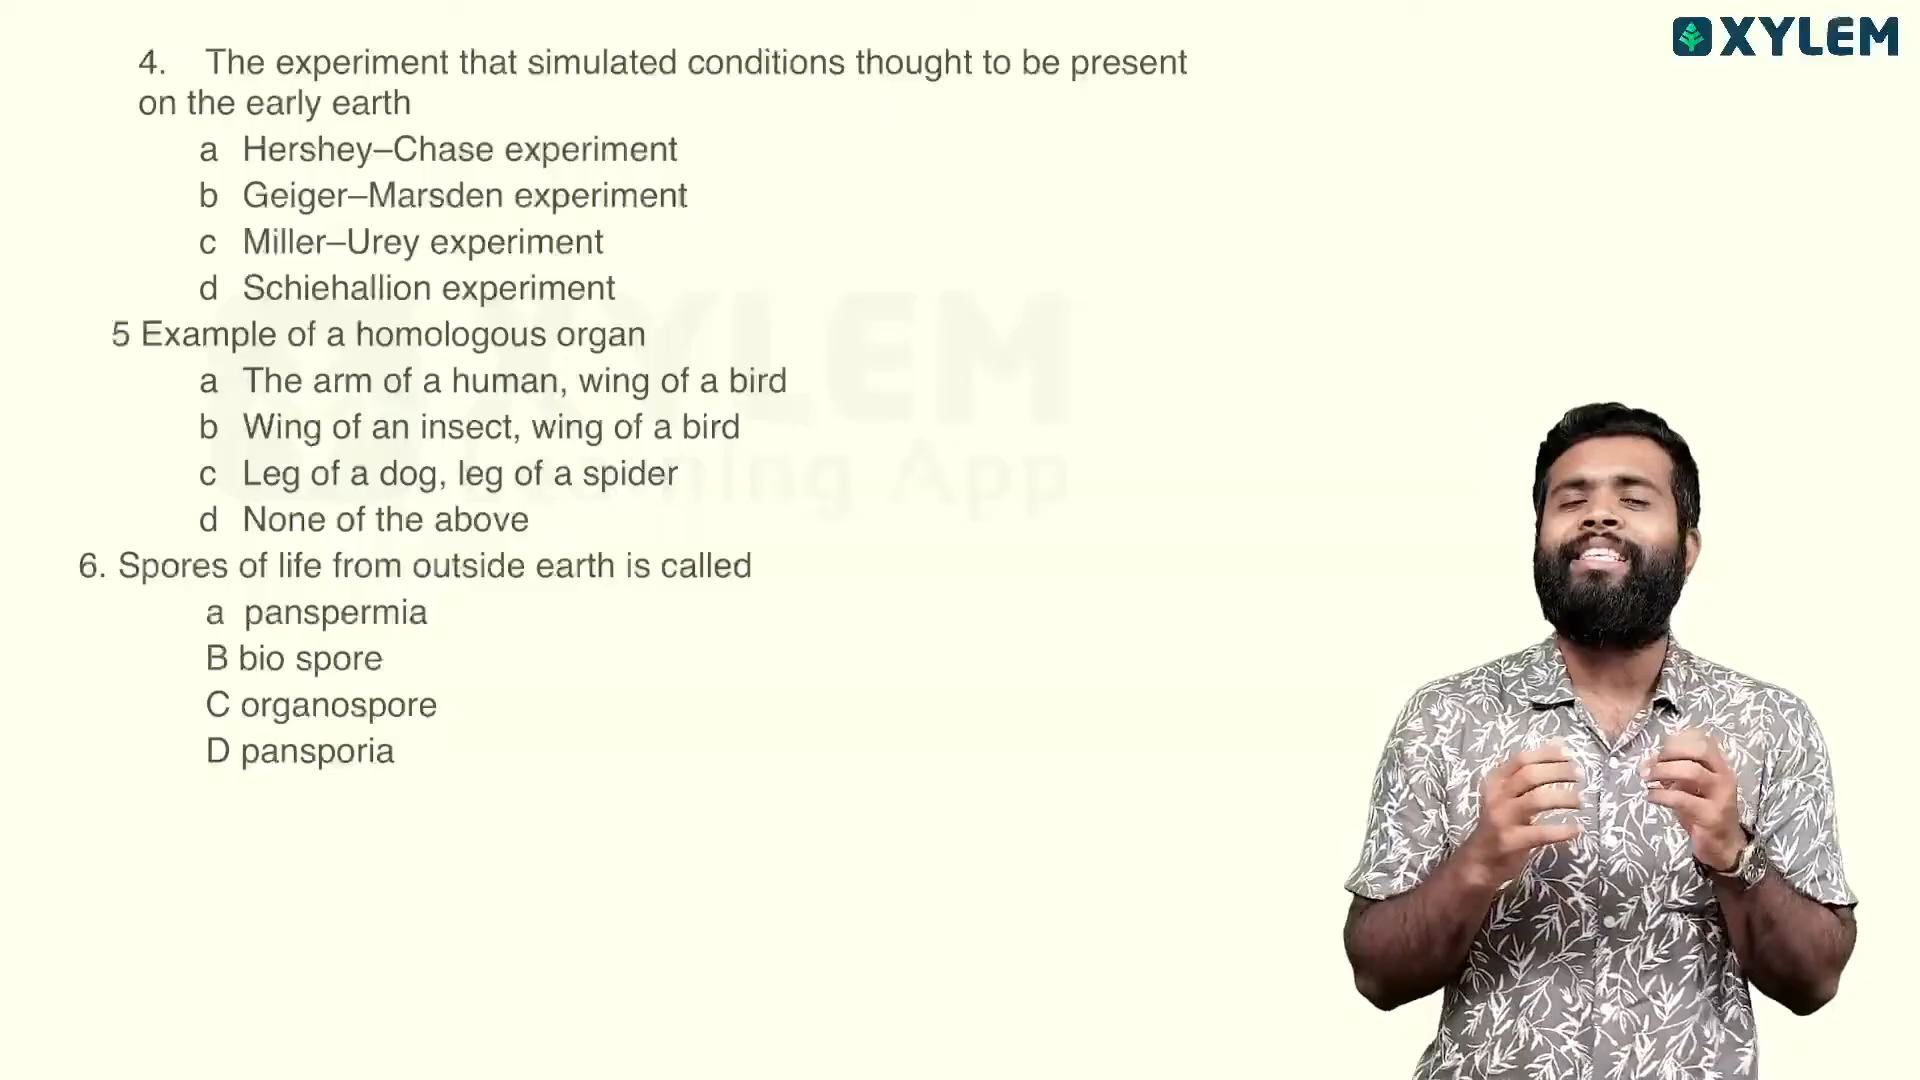 XYLEM
4. The experiment that simulated conditions thought to be present
on the early earth
a Hershey–Chase experiment
b Geiger–Marsden experiment
c Miller–Urey experiment
d Schiehallion experiment
5 Example of a homologous organ
a The arm of a human, wing of a bird
b Wing of an insect, wing of a bird
c Leg of a dog, leg of a spider
d None of the above
6. Spores of life from outside earth is called
a panspermia
B bio spore
C organospore
D pansporia
XYLEM
Learning App